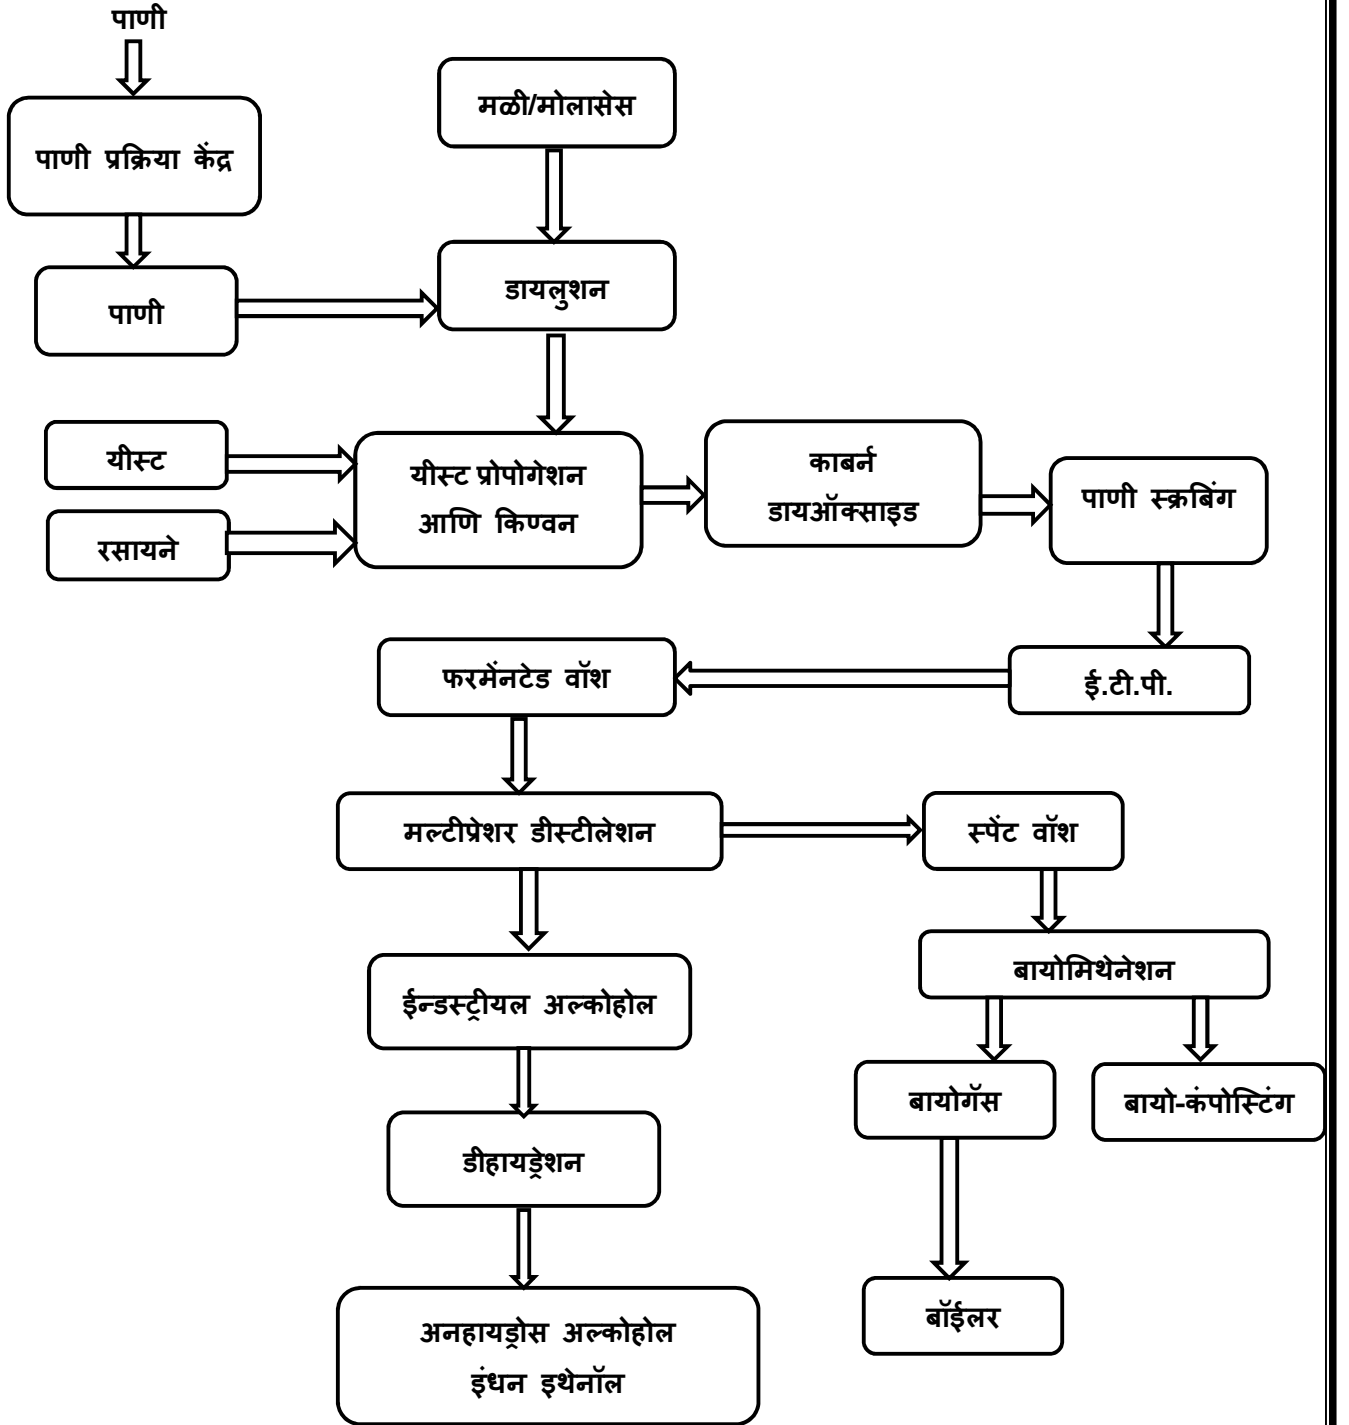 पाणी
मळी/मोलासेस
पाणी प्रक्रिया केंद्र
डायलुशन
पाणी
यीस्ट
यीस्ट प्रोपोगेशन
आणि किण्वन
रसायने
काबर्न
डायऑक्साइड
पाणी स्क्रबिंग
फरमेंनटेड वॉश
ई.टी.पी.
मल्टीप्रेशर डीस्टीलेशन
स्पेंट वॉश
बायोमिथेनेशन
ईन्डस्ट्रीयल अल्कोहोल
बायोगॅस
बायो-कंपोस्टिंग
डीहायड्रेशन
बॉईलर
अनहायड्रोस अल्कोहोल
इंधन इथेनॉल